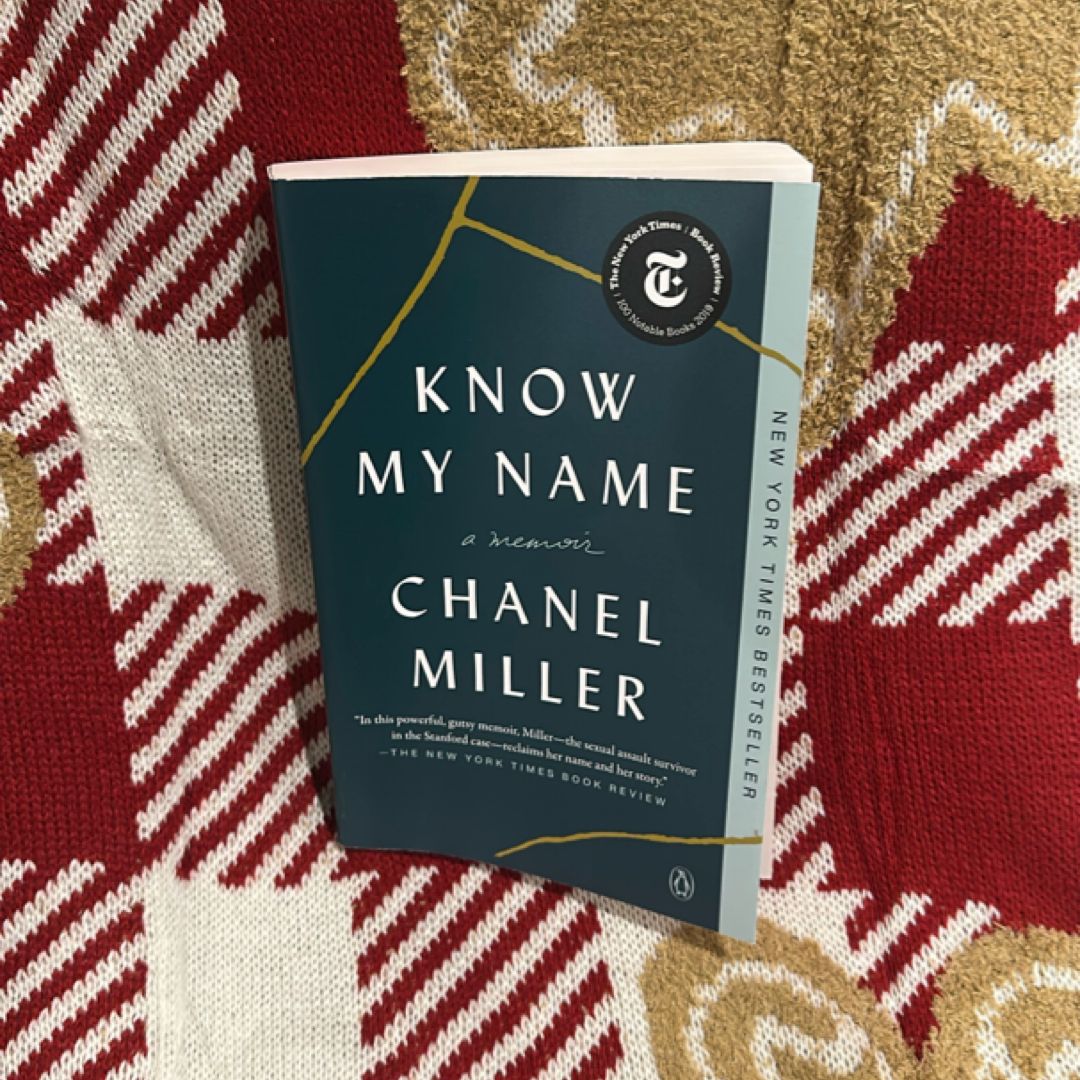 The New York Times | Book Review
T
100 Notable Books 2019
KNOW
MY NAME
a memoir
CHANEL
MILLER
"In this powerful, gutsy memoir, Miller—the sexual assault survivor
in the Stanford case—reclaims her name and her story."
—THE NEW YORK TIMES BOOK REVIEW
NEW YORK TIMES BESTSELLER